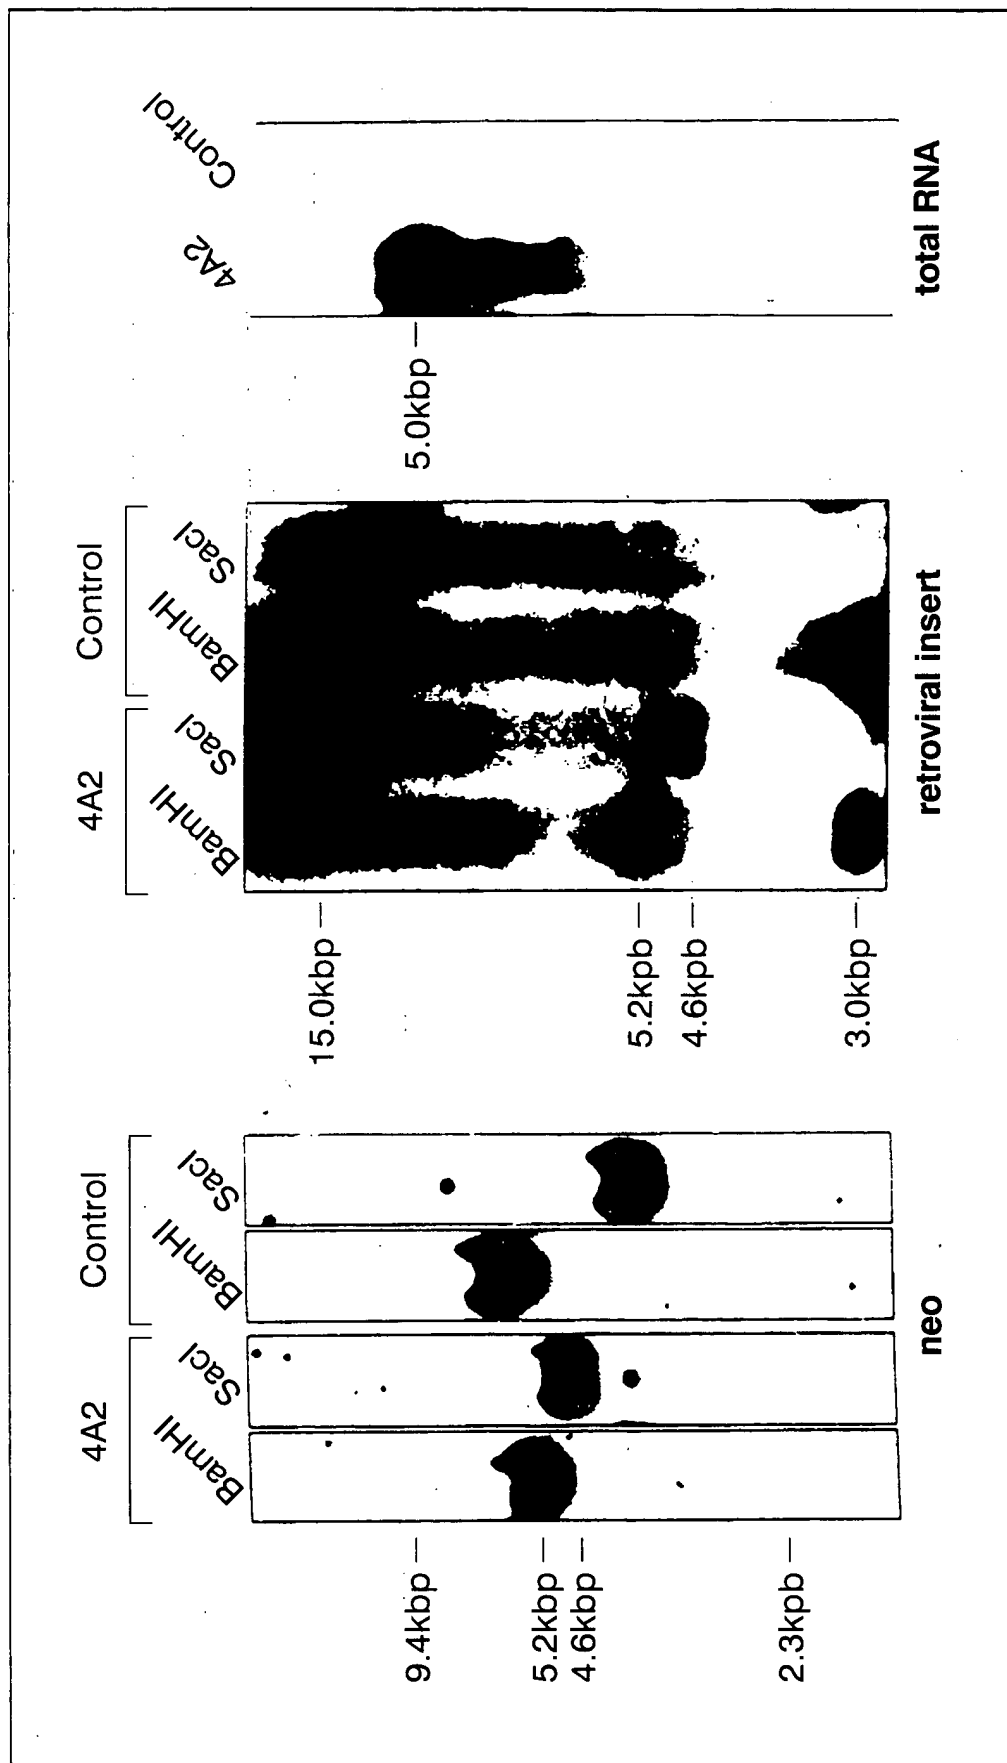 4A2 Control
BamHI SacI BamHI SacI
9.4kbp
5.2kbp
4.6kbp
2.3kpb
neo
4A2 Control
BamHI SacI BamHI SacI
15.0kbp
5.2kpb
4.6kpb
3.0kbp
retroviral insert
4A2 Control
5.0kbp
total RNA